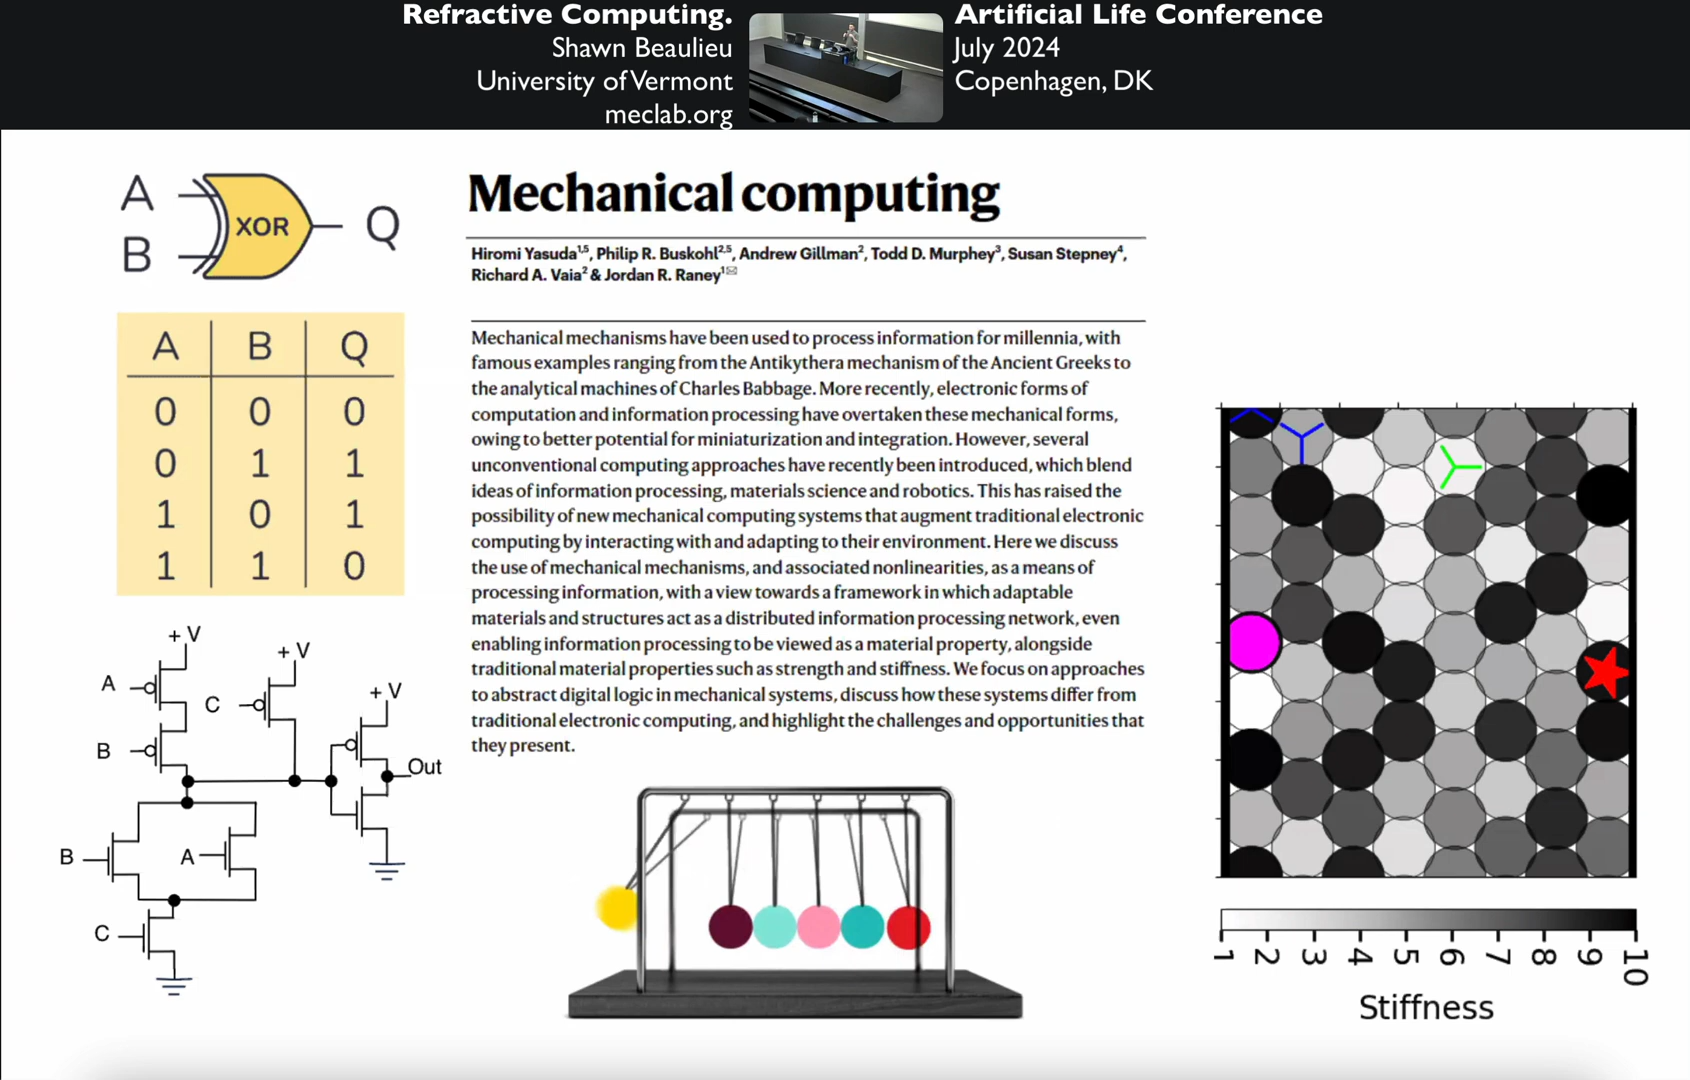 Refractive Computing.
Shawn Beaulieu
University of Vermont
meclab.org
Artificial Life Conference
July 2024
Copenhagen, DK
A
B
XOR
Q
A B Q
0 0 0
0 1 1
1 0 1
1 1 0
+ V
A
B
+ V
C
+ V
Out
B
A
C
Mechanical computing
Hiromi Yasuda1,5, Philip R. Buskohl2,5, Andrew Gillman2, Todd D. Murphey3, Susan Stepney4,
Richard A. Vaia2 & Jordan R. Raney1✉
Mechanical mechanisms have been used to process information for millennia, with
famous examples ranging from the Antikythera mechanism of the Ancient Greeks to
the analytical machines of Charles Babbage. More recently, electronic forms of
computation and information processing have overtaken these mechanical forms,
owing to better potential for miniaturization and integration. However, several
unconventional computing approaches have recently been introduced, which blend
ideas of information processing, materials science and robotics. This has raised the
possibility of new mechanical computing systems that augment traditional electronic
computing by interacting with and adapting to their environment. Here we discuss
the use of mechanical mechanisms, and associated nonlinearities, as a means of
processing information, with a view towards a framework in which adaptable
materials and structures act as a distributed information processing network, even
enabling information processing to be viewed as a material property, alongside
traditional material properties such as strength and stiffness. We focus on approaches
to abstract digital logic in mechanical systems, discuss how these systems differ from
traditional electronic computing, and highlight the challenges and opportunities that
they present.
1 2 3 4 5 6 7 8 9 10
Stiffness